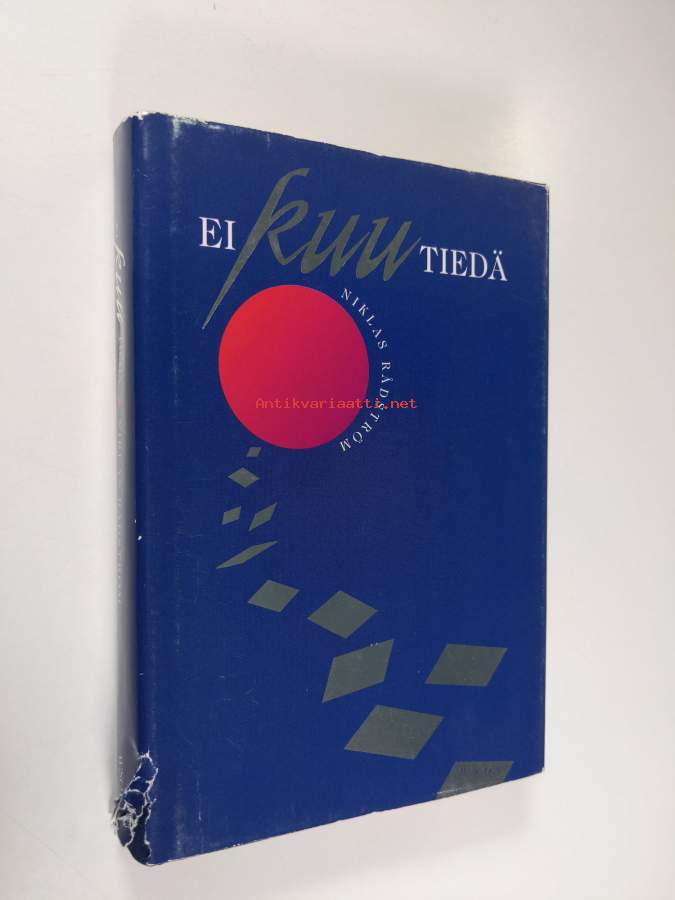 EI kuu TIEDÄ
NIKLAS RÅDSTRÖM
Antikvariaatti.net
kuu